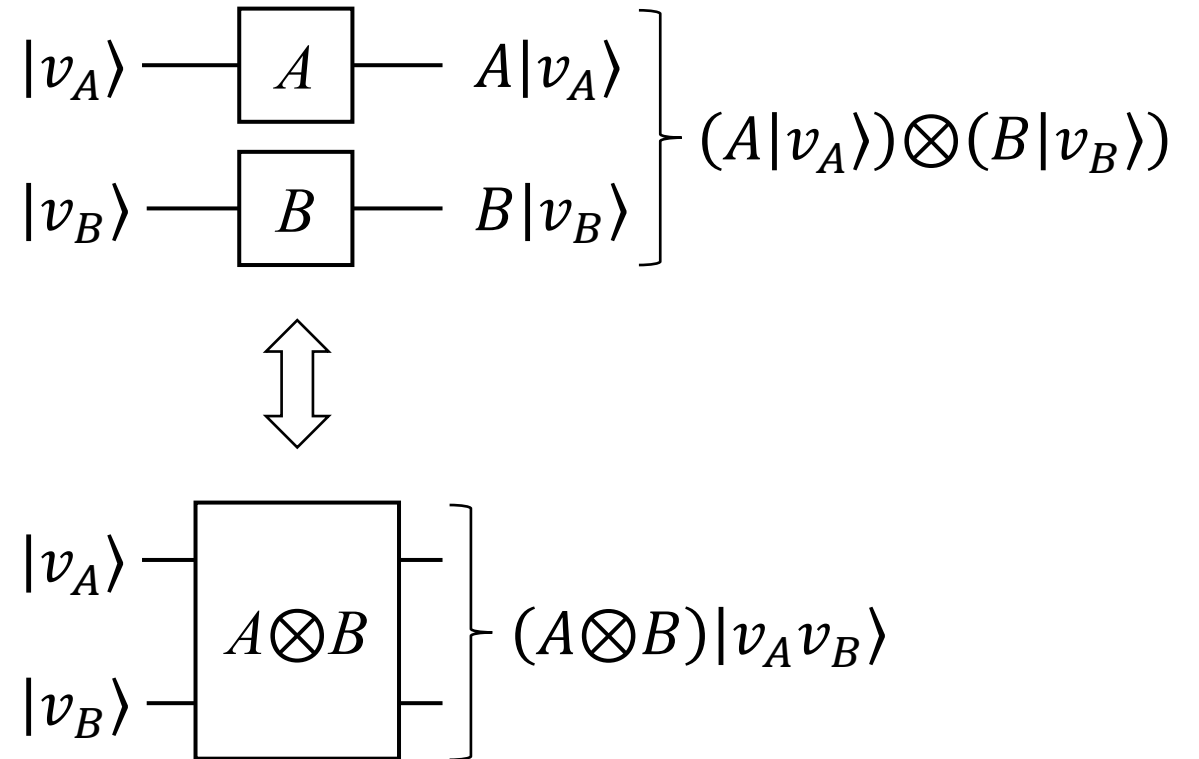 |v_A⟩ A A|v_A⟩
(A|v_A⟩)⊗(B|v_B⟩)
|v_B⟩ B B|v_B⟩
|v_A⟩
A⊗B (A⊗B)|v_A v_B⟩
|v_B⟩